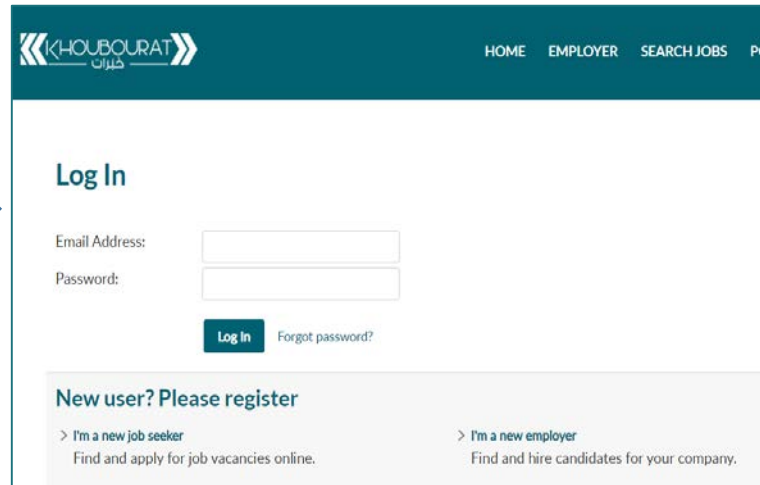 KHOUBOURAT
خبرات
HOME EMPLOYER SEARCH JOBS
Log In
Email Address:
Password:
Log In Forgot password?
New user? Please register
> I'm a new job seeker
Find and apply for job vacancies online.
> I'm a new employer
Find and hire candidates for your company.